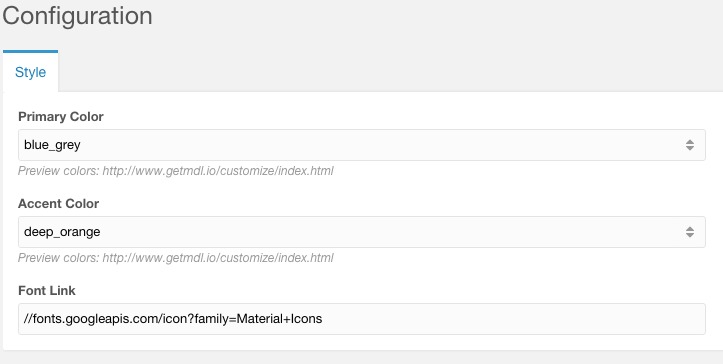 Configuration
Style
Primary Color
blue_grey
Preview colors: http://www.getmdl.io/customize/index.html
Accent Color
deep_orange
Preview colors: http://www.getmdl.io/customize/index.html
Font Link
//fonts.googleapis.com/icon?family=Material+Icons